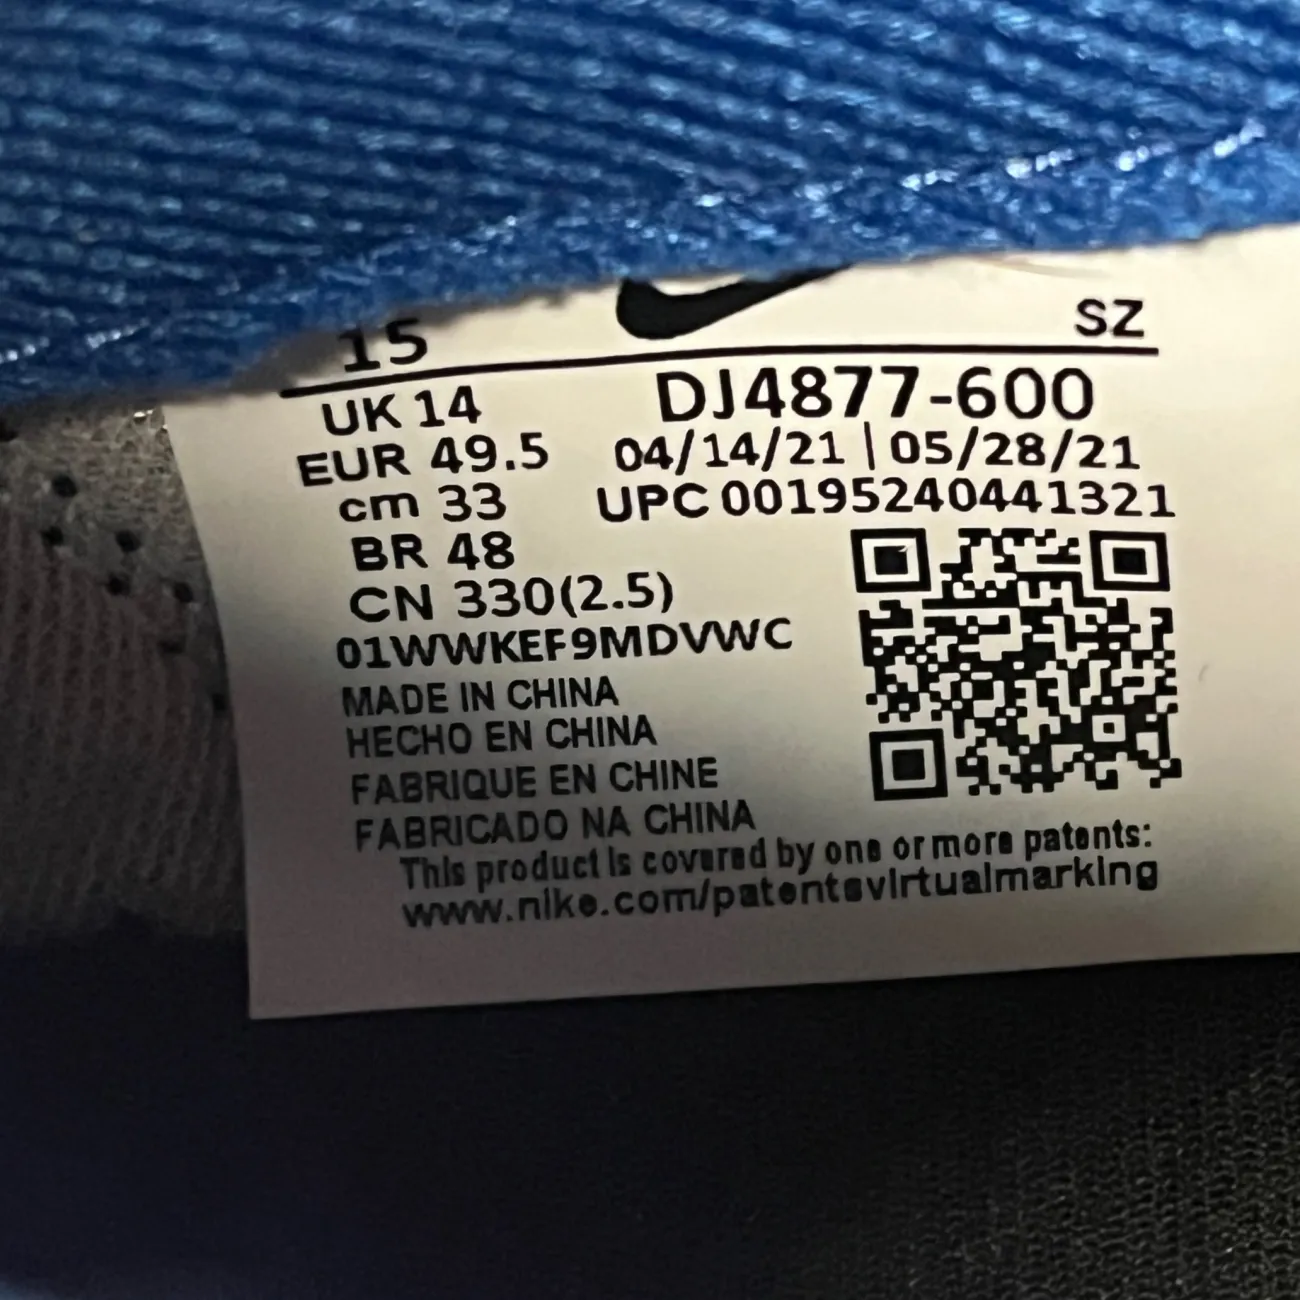 15 SZ
UK 14 DJ4877-600
EUR 49.5 04/14/21 | 05/28/21
cm 33 UPC 00195240441321
BR 48
CN 330(2.5)
01WWKEF9MDVWC
MADE IN CHINA
HECHO EN CHINA
FABRIQUE EN CHINE
FABRICADO NA CHINA
This product is covered by one or more patents:
www.nike.com/patentsvirtualmarking